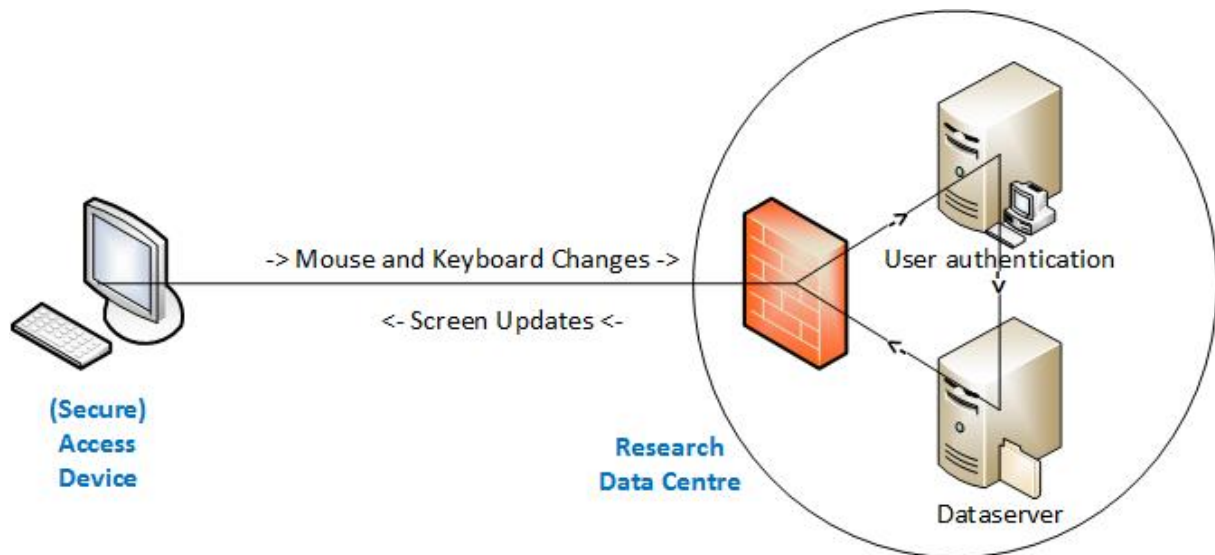 -> Mouse and Keyboard Changes ->
<- Screen Updates <-
(Secure)
Access
Device
Research
Data Centre
User authentication
Dataserver